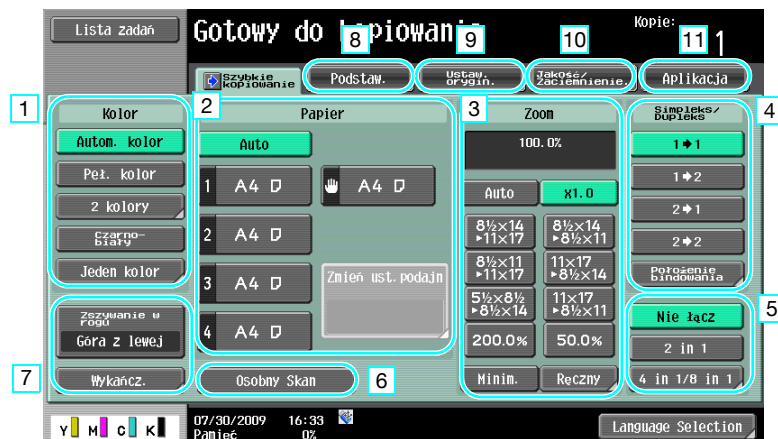 Lista zadań
Gotowy do kopiowania
Kopie:
1
8
9
10
11
Szybkie kopiowanie
Podstaw.
Ustaw. orygin.
Jakość/ zaciemnienie.
Aplikacja
1
2
3
4
Kolor
Autom. kolor
Peł. kolor
2 kolory
Czarno-
biały
Jeden kolor
Papier
Auto
1 A4
A4
2 A4
3 A4
Zmień ust.podajn
4 A4
Zoom
100.0%
Auto
x1.0
8½×14
▸11×17
8½×14
▸8½×11
8½×11
▸11×17
11×17
▸8½×14
5½×8½
▸8½×14
11×17
▸8½×11
200.0%
50.0%
Minim.
Ręczny
Simpleks/
Dupleks
1➔1
1➔2
2➔1
2➔2
Położenie
bindowania
5
Nie łącz
2 in 1
4 in 1/8 in 1
Zszywanie w
rogu
Góra z lewej
7
Wykańcz.
Osobny Skan
6
Y M C K
07/30/2009 16:33
Pamięć 0%
Language Selection